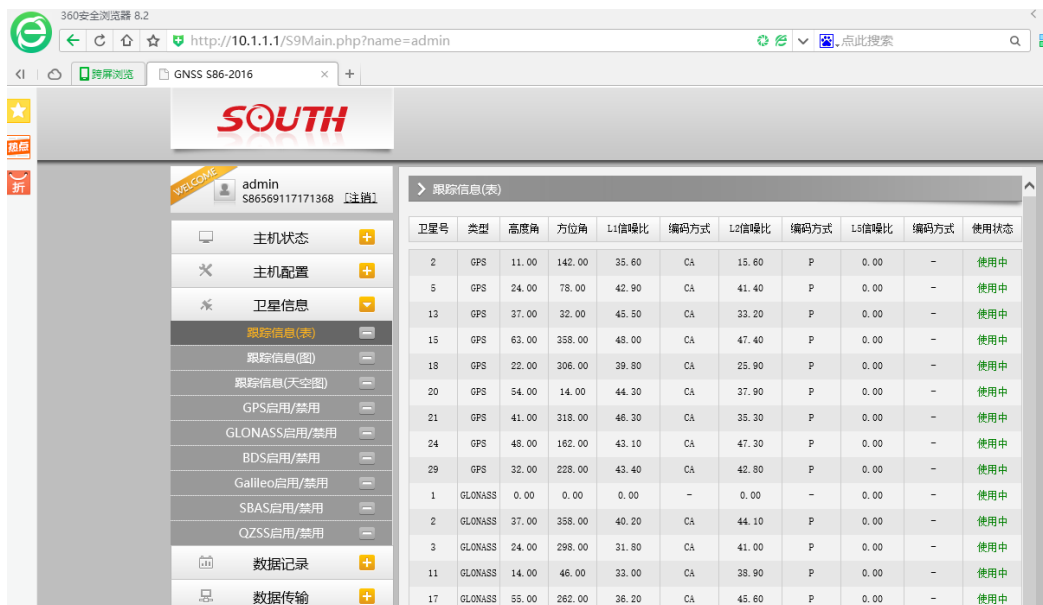 360安全浏览器 8.2
http://10.1.1.1/S9Main.php?name=admin
点此搜索
跨屏浏览
GNSS S86-2016
热点
折
SOUTH
WELCOME
admin
S86569117171368 [注销]
主机状态
主机配置
卫星信息
跟踪信息(表)
跟踪信息(图)
跟踪信息(天空图)
GPS启用/禁用
GLONASS启用/禁用
BDS启用/禁用
Galileo启用/禁用
SBAS启用/禁用
QZSS启用/禁用
数据记录
数据传输
跟踪信息(表)
卫星号 类型 高度角 方位角 L1信噪比 编码方式 L2信噪比 编码方式 L5信噪比 编码方式 使用状态
2 GPS 11.00 142.00 35.60 CA 15.60 P 0.00 - 使用中
5 GPS 24.00 78.00 42.90 CA 41.40 P 0.00 - 使用中
13 GPS 37.00 32.00 45.50 CA 33.20 P 0.00 - 使用中
15 GPS 63.00 358.00 48.00 CA 47.40 P 0.00 - 使用中
18 GPS 22.00 306.00 39.80 CA 25.90 P 0.00 - 使用中
20 GPS 54.00 14.00 44.30 CA 37.90 P 0.00 - 使用中
21 GPS 41.00 318.00 46.30 CA 35.30 P 0.00 - 使用中
24 GPS 48.00 162.00 43.10 CA 47.30 P 0.00 - 使用中
29 GPS 32.00 228.00 43.40 CA 42.80 P 0.00 - 使用中
1 GLONASS 0.00 0.00 0.00 - 0.00 - 0.00 - 使用中
2 GLONASS 37.00 358.00 40.20 CA 44.10 P 0.00 - 使用中
3 GLONASS 24.00 298.00 31.80 CA 41.00 P 0.00 - 使用中
11 GLONASS 14.00 46.00 33.00 CA 38.90 P 0.00 - 使用中
17 GLONASS 55.00 262.00 36.20 CA 45.60 P 0.00 - 使用中